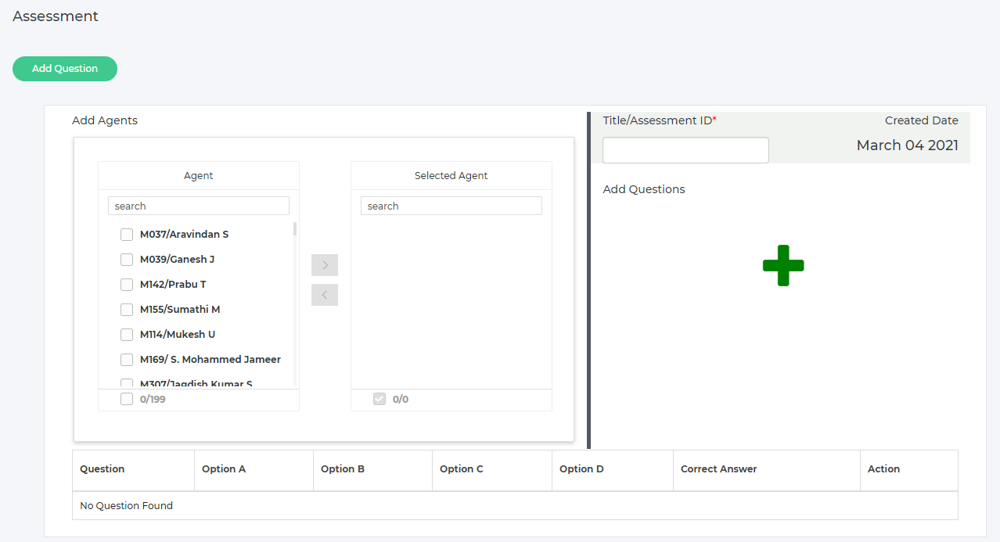 Assessment
Add Question
Add Agents
Agent
search
M037/Aravindan S
M039/Ganesh J
M142/Prabu T
M155/Sumathi M
M114/Mukesh U
M169/ S. Mohammed Jameer
M307/Jagdish Kumar S
0/199
Selected Agent
search
0/0
Title/Assessment ID*
Created Date
March 04 2021
Add Questions
Question Option A Option B Option C Option D Correct Answer Action
No Question Found